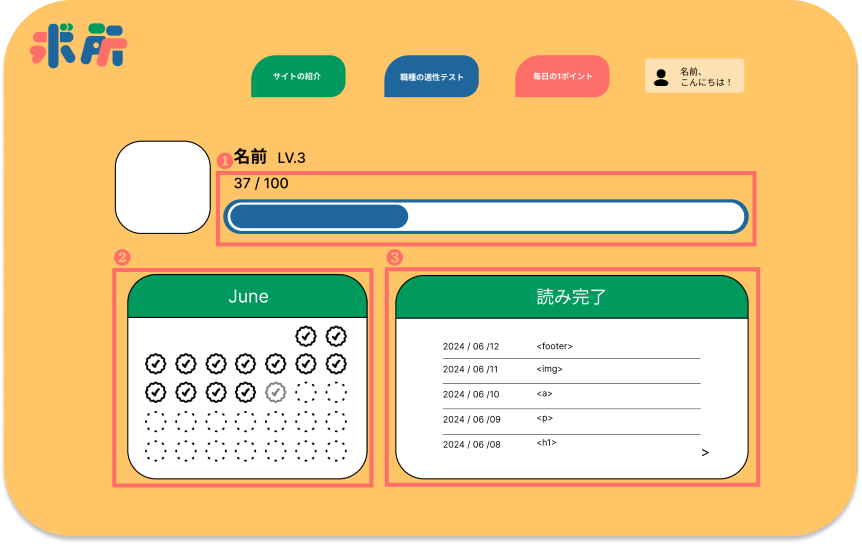 求所
サイトの紹介
職種の適性テスト
毎日の1ポイント
名前、
こんにちは！
1
名前 LV.3
37 / 100
2
June
3
読み完了
2024 / 06 /12 <footer>
2024 / 06 /11 <img>
2024 / 06 /10 <a>
2024 / 06 /09 <p>
2024 / 06 /08 <h1>
>